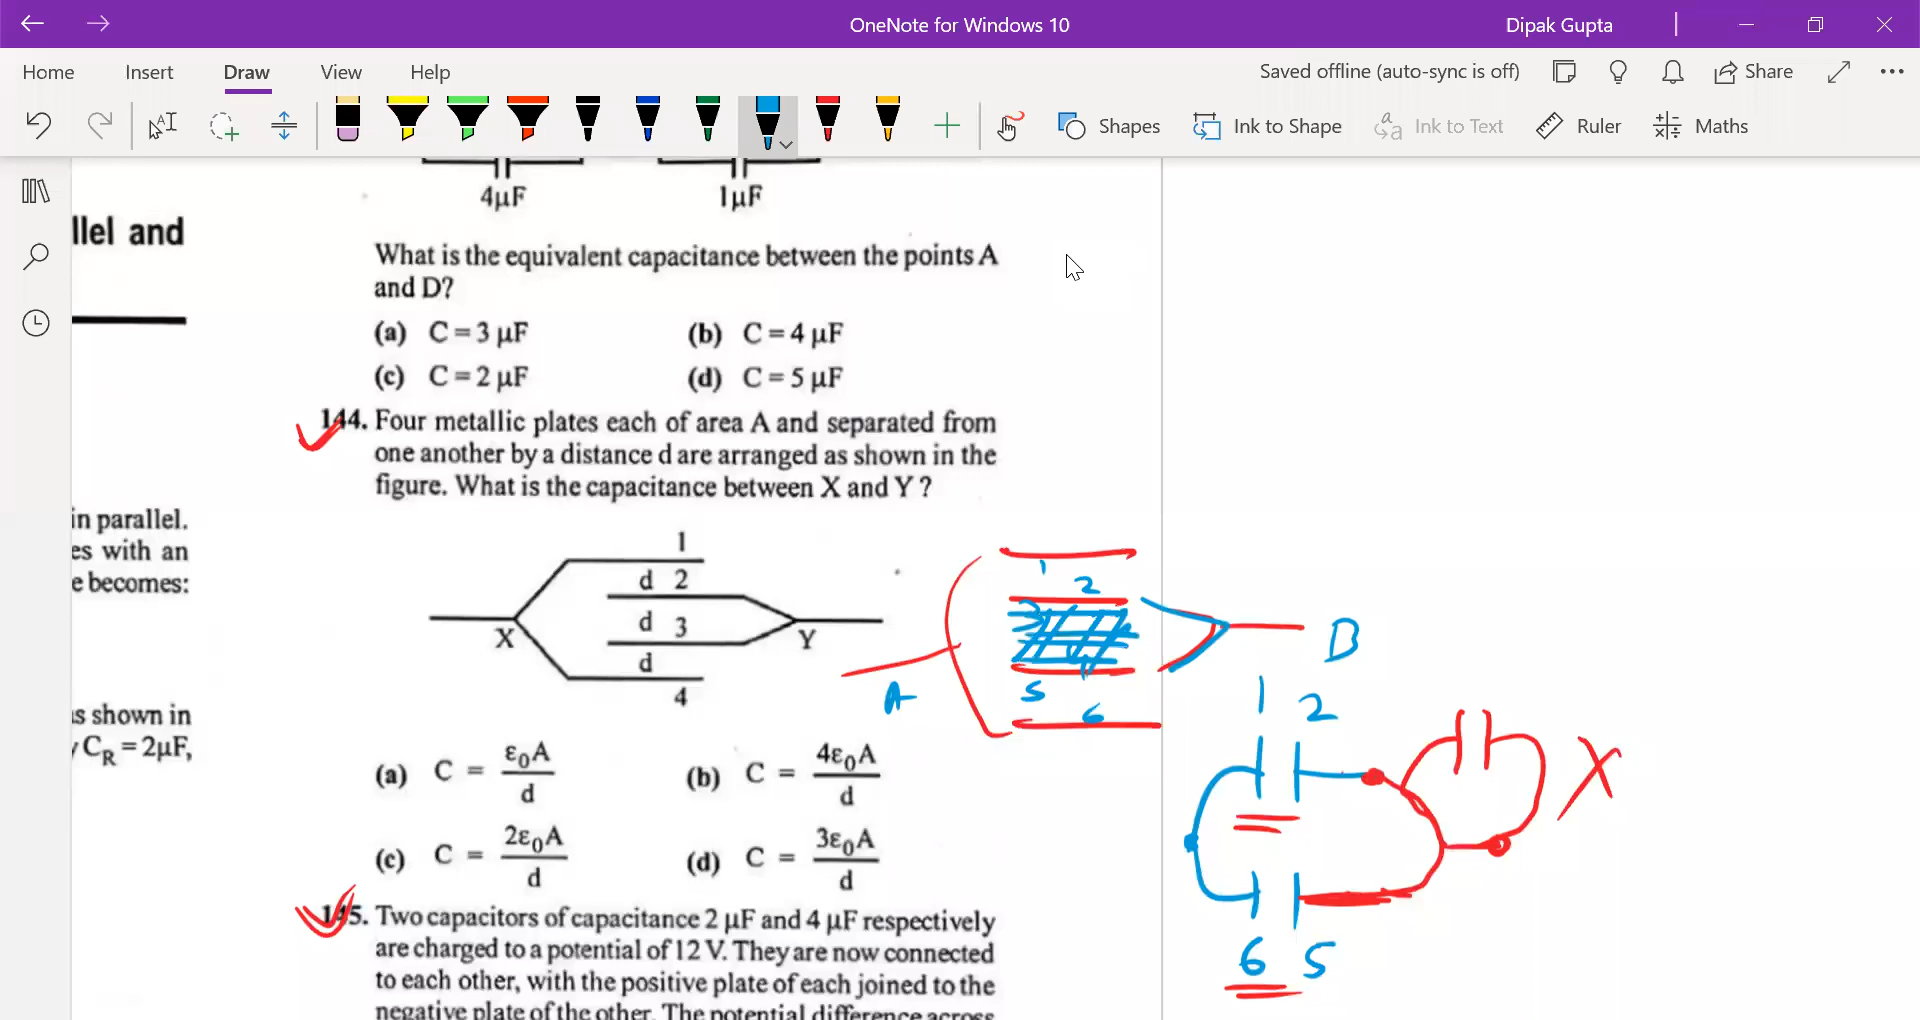 OneNote for Windows 10
Dipak Gupta
Home Insert Draw View Help
Saved offline (auto-sync is off)
Share
Shapes
Ink to Shape
Ink to Text
Ruler
Maths
llel and
in parallel.
es with an
e becomes:
s shown in
CR = 2μF,
4μF 1μF
What is the equivalent capacitance between the points A
and D?
(a) C = 3 μF (b) C = 4 μF
(c) C = 2 μF (d) C = 5 μF
144. Four metallic plates each of area A and separated from
one another by a distance d are arranged as shown in the
figure. What is the capacitance between X and Y ?
1
d 2
d 3
X Y
d
4
(a) C = ε0A/d (b) C = 4ε0A/d
(c) C = 2ε0A/d (d) C = 3ε0A/d
145. Two capacitors of capacitance 2 μF and 4 μF respectively
are charged to a potential of 12 V. They are now connected
to each other, with the positive plate of each joined to the
negative plate of the other. The potential difference across
1
2
3
4
5
6
A
B
1 2
X
6 5